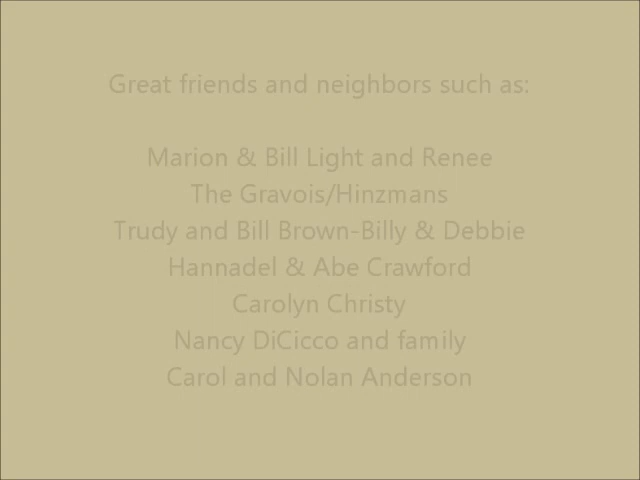 Great friends and neighbors such as:
Marion & Bill Light and Renee
The Gravois/Hinzmans
Trudy and Bill Brown-Billy & Debbie
Hannadel & Abe Crawford
Carolyn Christy
Nancy DiCicco and family
Carol and Nolan Anderson